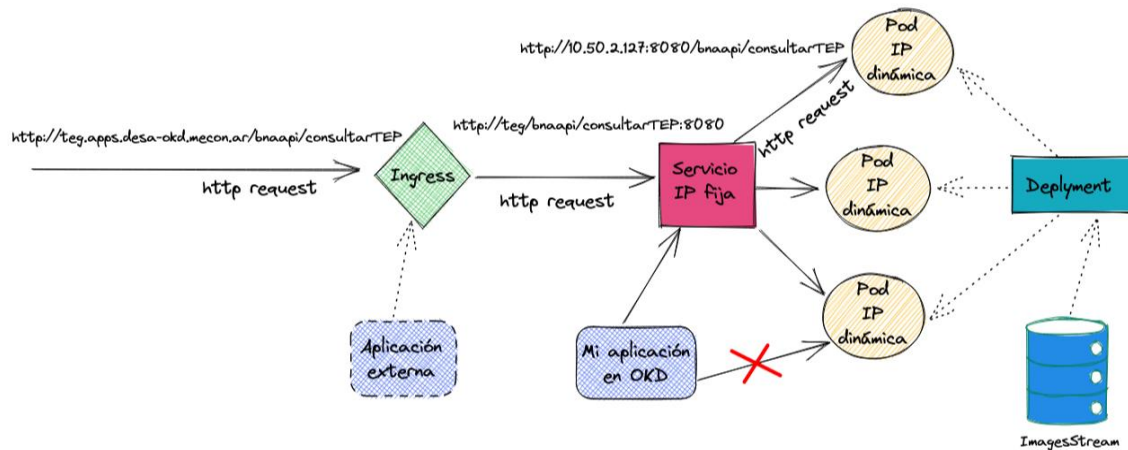 http://10.50.2.127:8080/bnaapi/consultarTEP
Pod
IP
dinámica
http://teg.apps.desa-okd.mecon.ar/bnaapi/consultarTEP
http request
Ingress
http://teg/bnaapi/consultarTEP:8080
http request
http request
Servicio
IP fija
Pod
IP
dinámica
Deplyment
Pod
IP
dinámica
Aplicación
externa
Mi aplicación
en OKD
ImagesStream